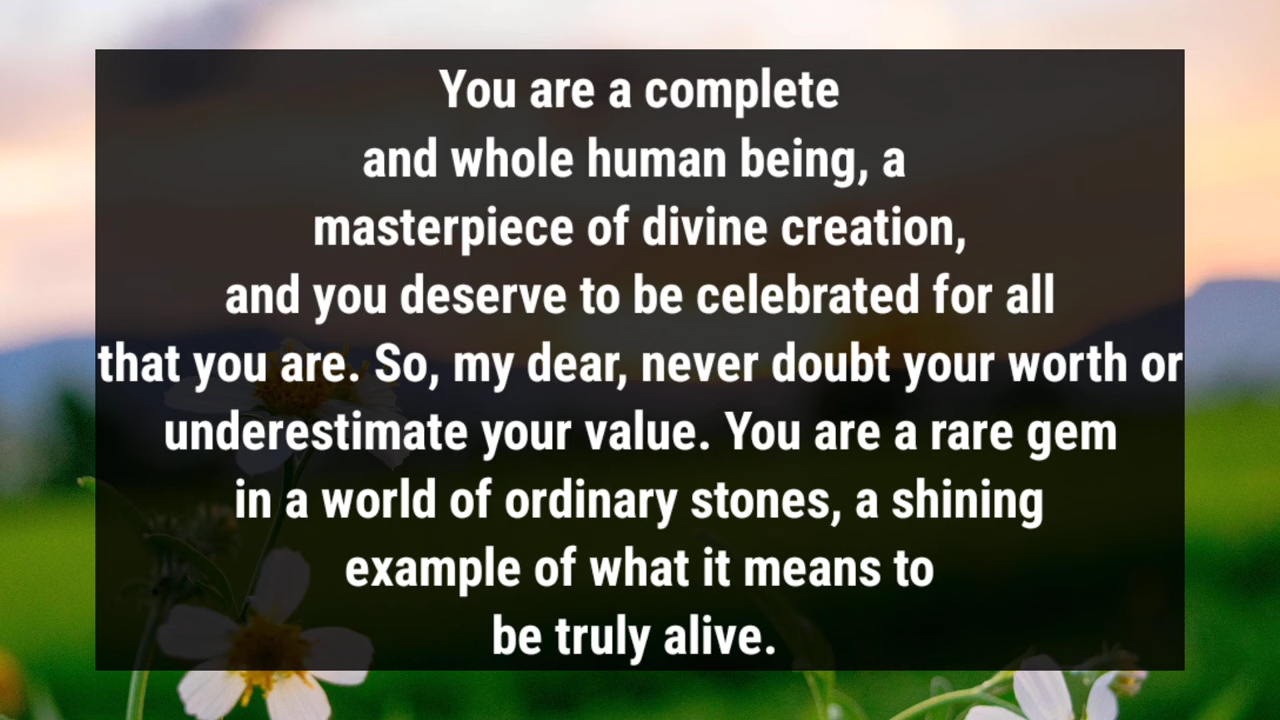 You are a complete
and whole human being, a
masterpiece of divine creation,
and you deserve to be celebrated for all
that you are. So, my dear, never doubt your worth or
underestimate your value. You are a rare gem
in a world of ordinary stones, a shining
example of what it means to
be truly alive.